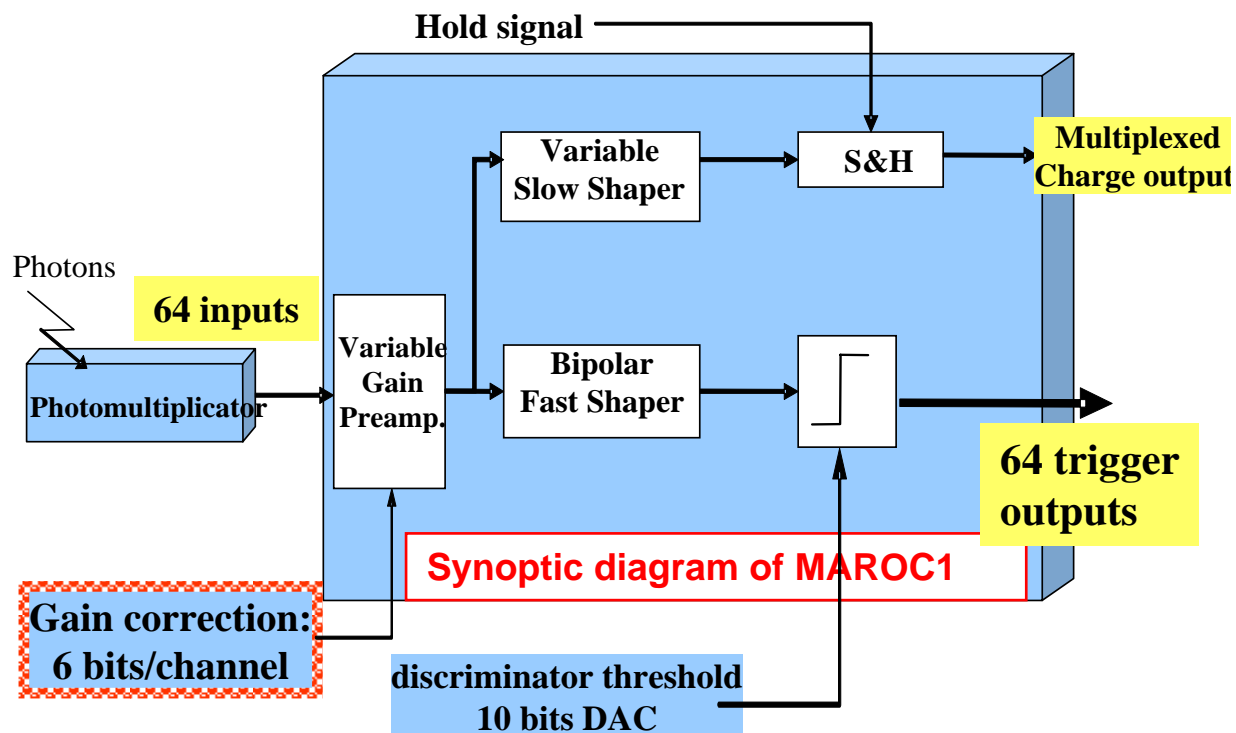 Hold signal
Variable
Slow Shaper
S&H
Multiplexed
Charge output
Photons
64 inputs
Photomultiplicator
Variable
Gain
Preamp.
Bipolar
Fast Shaper
64 trigger
outputs
Synoptic diagram of MAROC1
Gain correction:
6 bits/channel
discriminator threshold
10 bits DAC